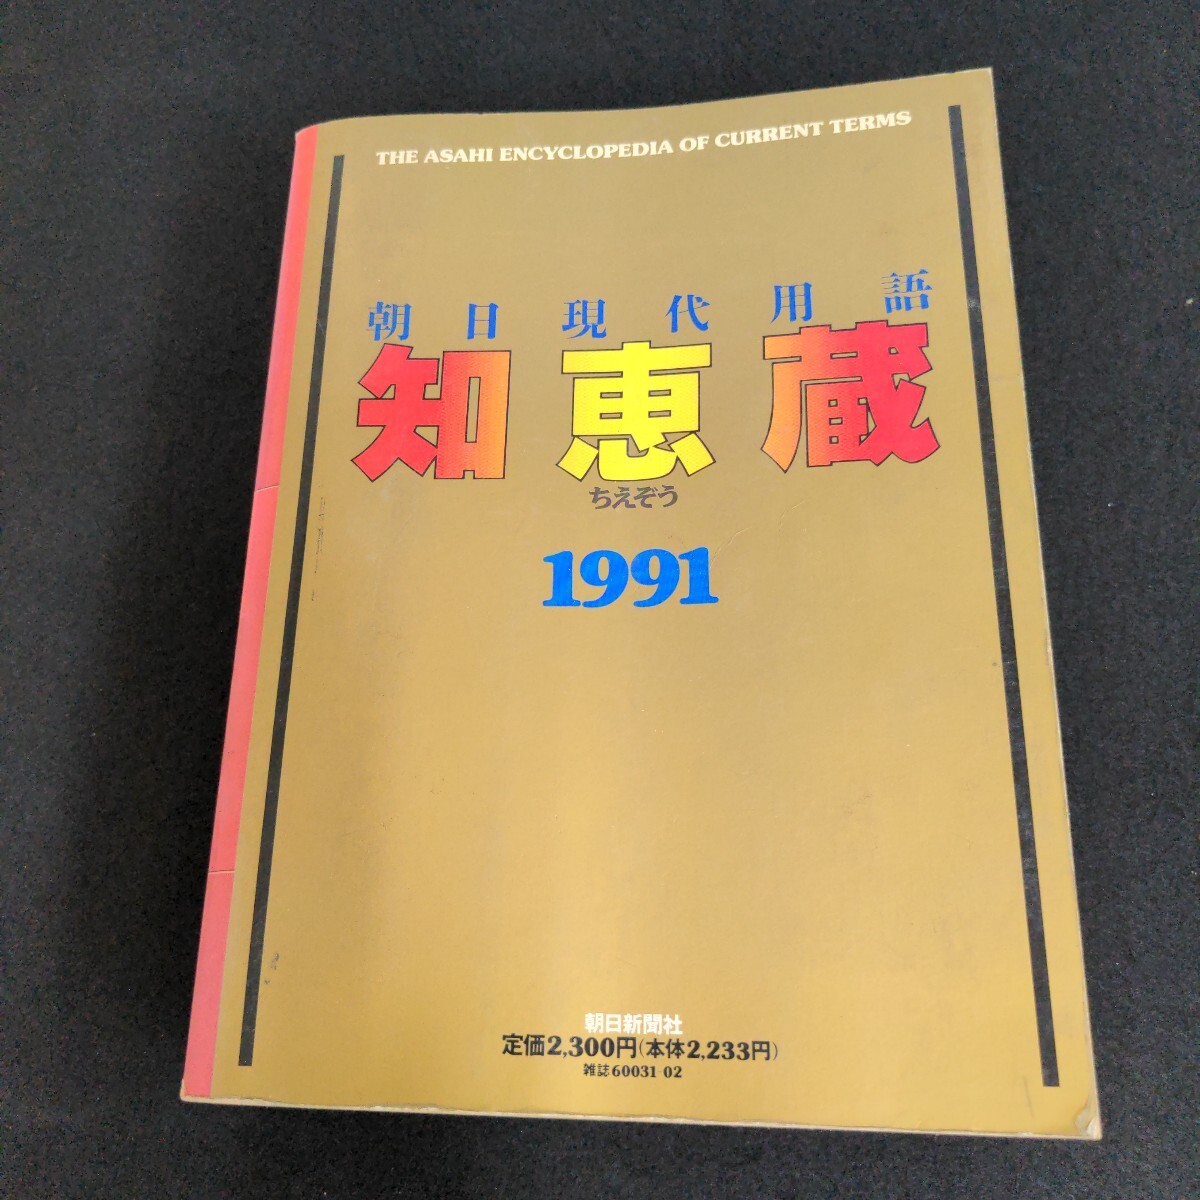 THE ASAHI ENCYCLOPEDIA OF CURRENT TERMS
朝日現代用語
知恵蔵
ちえぞう
1991
朝日新聞社
定価2,300円(本体2,233円)
雑誌60031-02